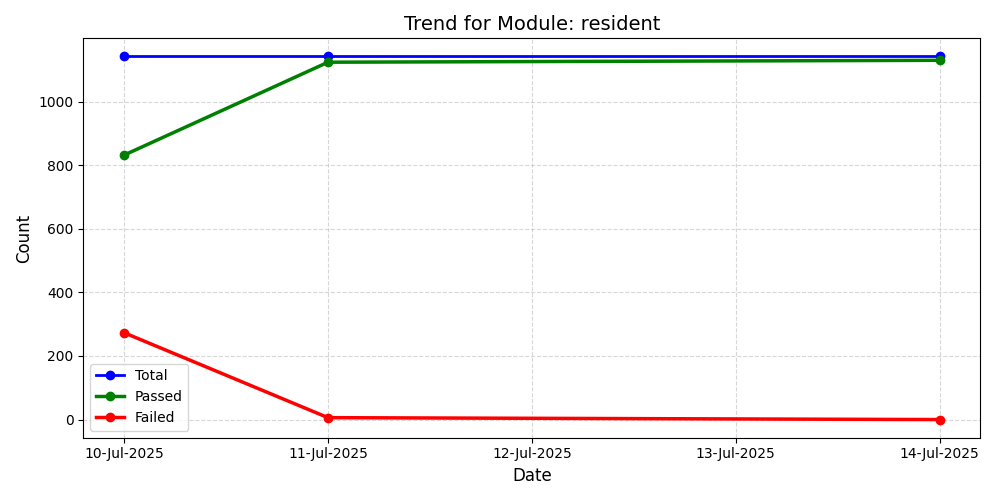 Trend for Module: resident
Count
1000
800
600
400
200
0
Total
Passed
Failed
10-Jul-2025
11-Jul-2025
12-Jul-2025
13-Jul-2025
14-Jul-2025
Date